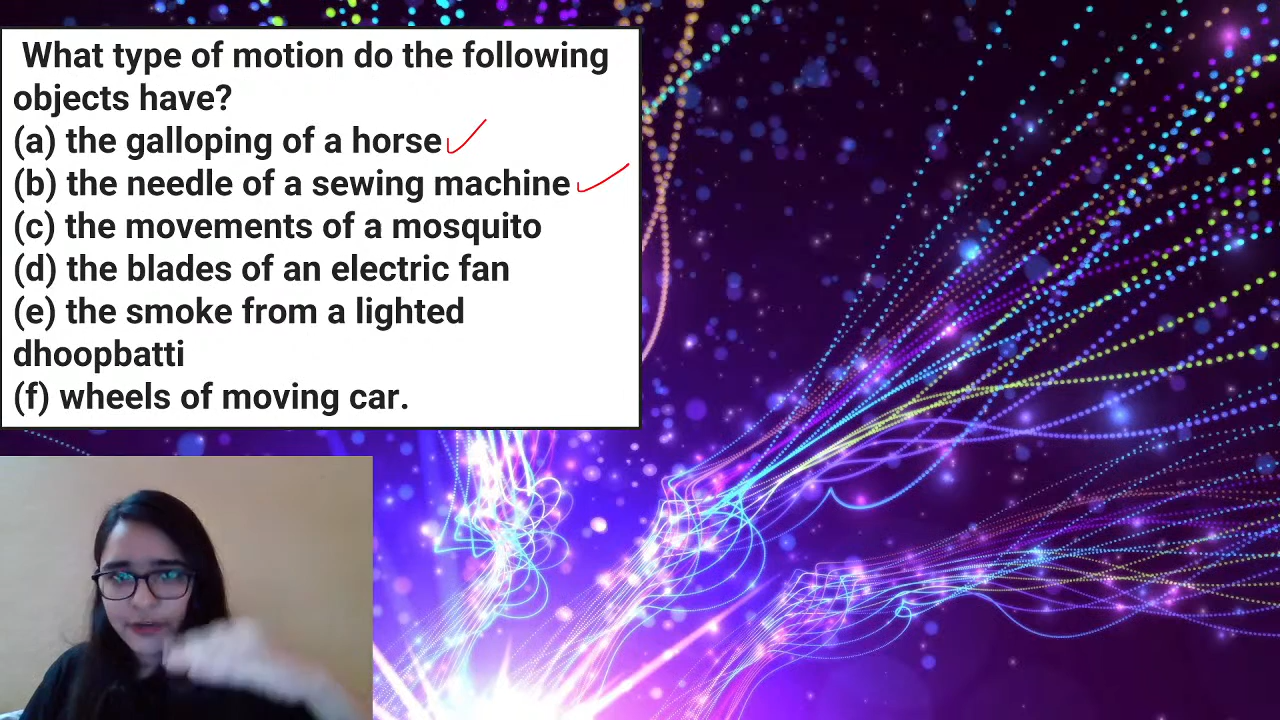 What type of motion do the following
objects have?
(a) the galloping of a horse
(b) the needle of a sewing machine
(c) the movements of a mosquito
(d) the blades of an electric fan
(e) the smoke from a lighted
dhoopbatti
(f) wheels of moving car.